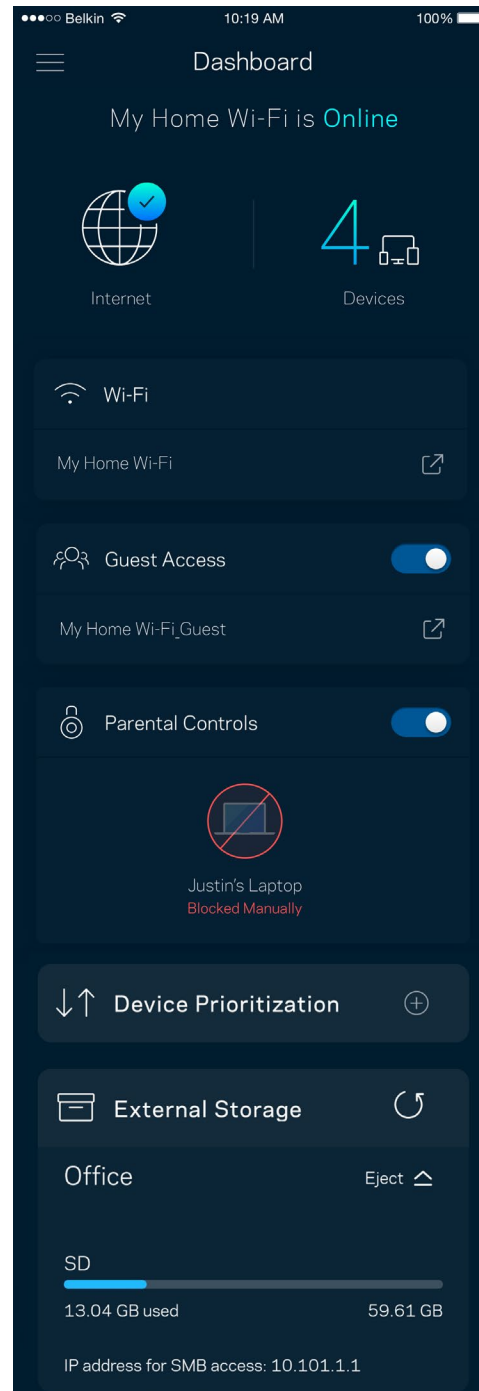 Belkin 10:19 AM 100%
Dashboard
My Home Wi-Fi is Online
4
Internet Devices
Wi-Fi
My Home Wi-Fi
Guest Access
My Home Wi-Fi_Guest
Parental Controls
Justin's Laptop
Blocked Manually
Device Prioritization
External Storage
Office Eject
SD
13.04 GB used 59.61 GB
IP address for SMB access: 10.101.1.1